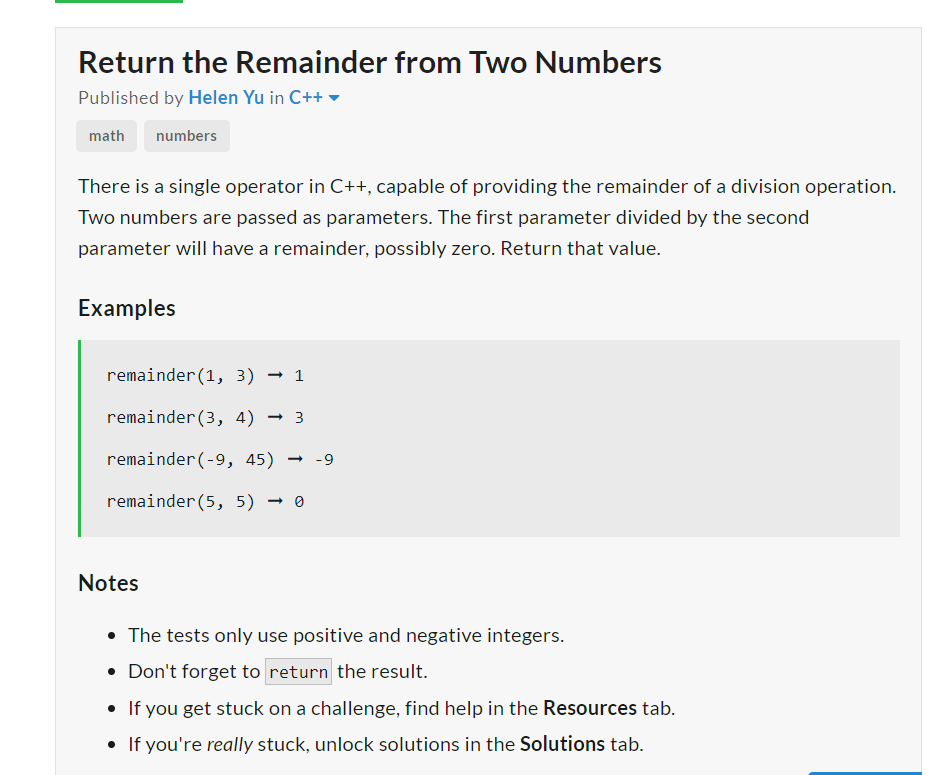 Return the Remainder from Two Numbers
Published by Helen Yu in C++
math numbers
There is a single operator in C++, capable of providing the remainder of a division operation.
Two numbers are passed as parameters. The first parameter divided by the second
parameter will have a remainder, possibly zero. Return that value.
Examples
remainder(1, 3) ➞ 1
remainder(3, 4) ➞ 3
remainder(-9, 45) ➞ -9
remainder(5, 5) ➞ 0
Notes
• The tests only use positive and negative integers.
• Don't forget to return the result.
• If you get stuck on a challenge, find help in the Resources tab.
• If you're really stuck, unlock solutions in the Solutions tab.